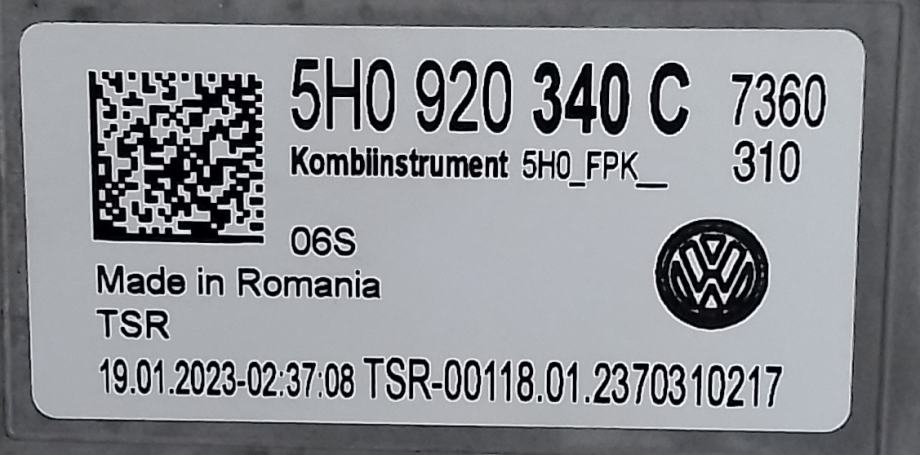 5H0 920 340 C 7360
Kombiinstrument 5H0_FPK__ 310
06S
Made in Romania
TSR
19.01.2023-02:37:08 TSR-00118.01.2370310217